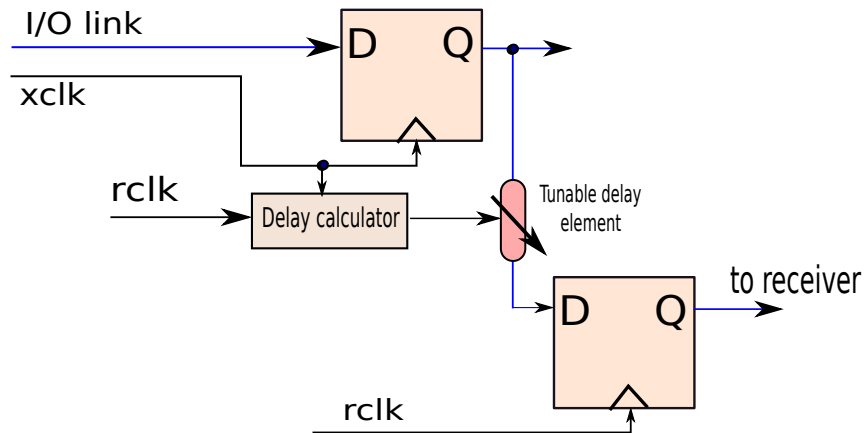 I/O link
D Q
xclk
rclk
Delay calculator
Tunable delay
element
to receiver
D Q
rclk